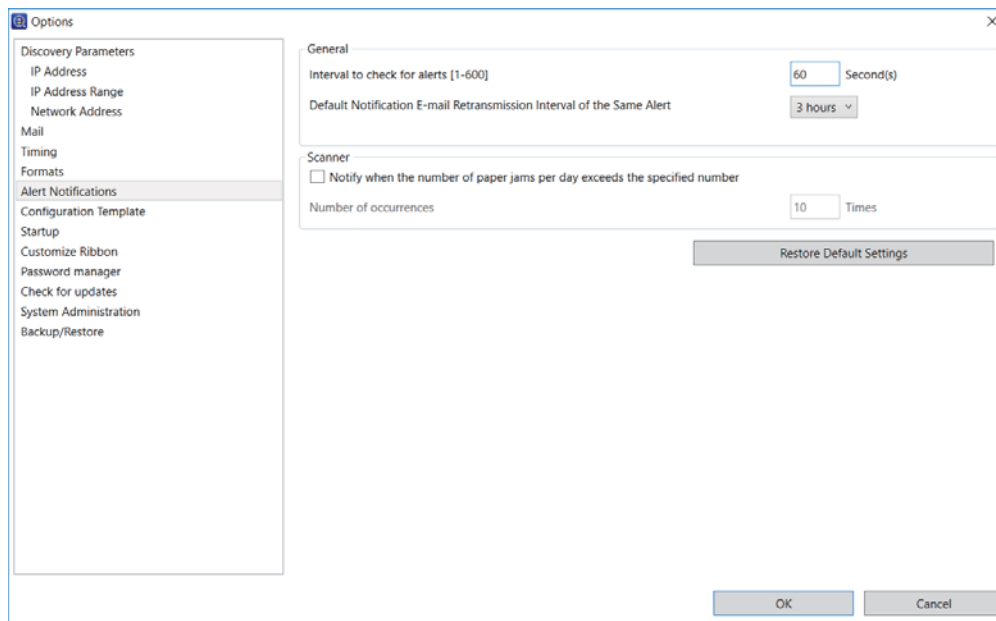 Options
Discovery Parameters
IP Address
IP Address Range
Network Address
Mail
Timing
Formats
Alert Notifications
Configuration Template
Startup
Customize Ribbon
Password manager
Check for updates
System Administration
Backup/Restore
General
Interval to check for alerts [1-600] 60 Second(s)
Default Notification E-mail Retransmission Interval of the Same Alert 3 hours
Scanner
Notify when the number of paper jams per day exceeds the specified number
Number of occurrences 10 Times
Restore Default Settings
OK Cancel